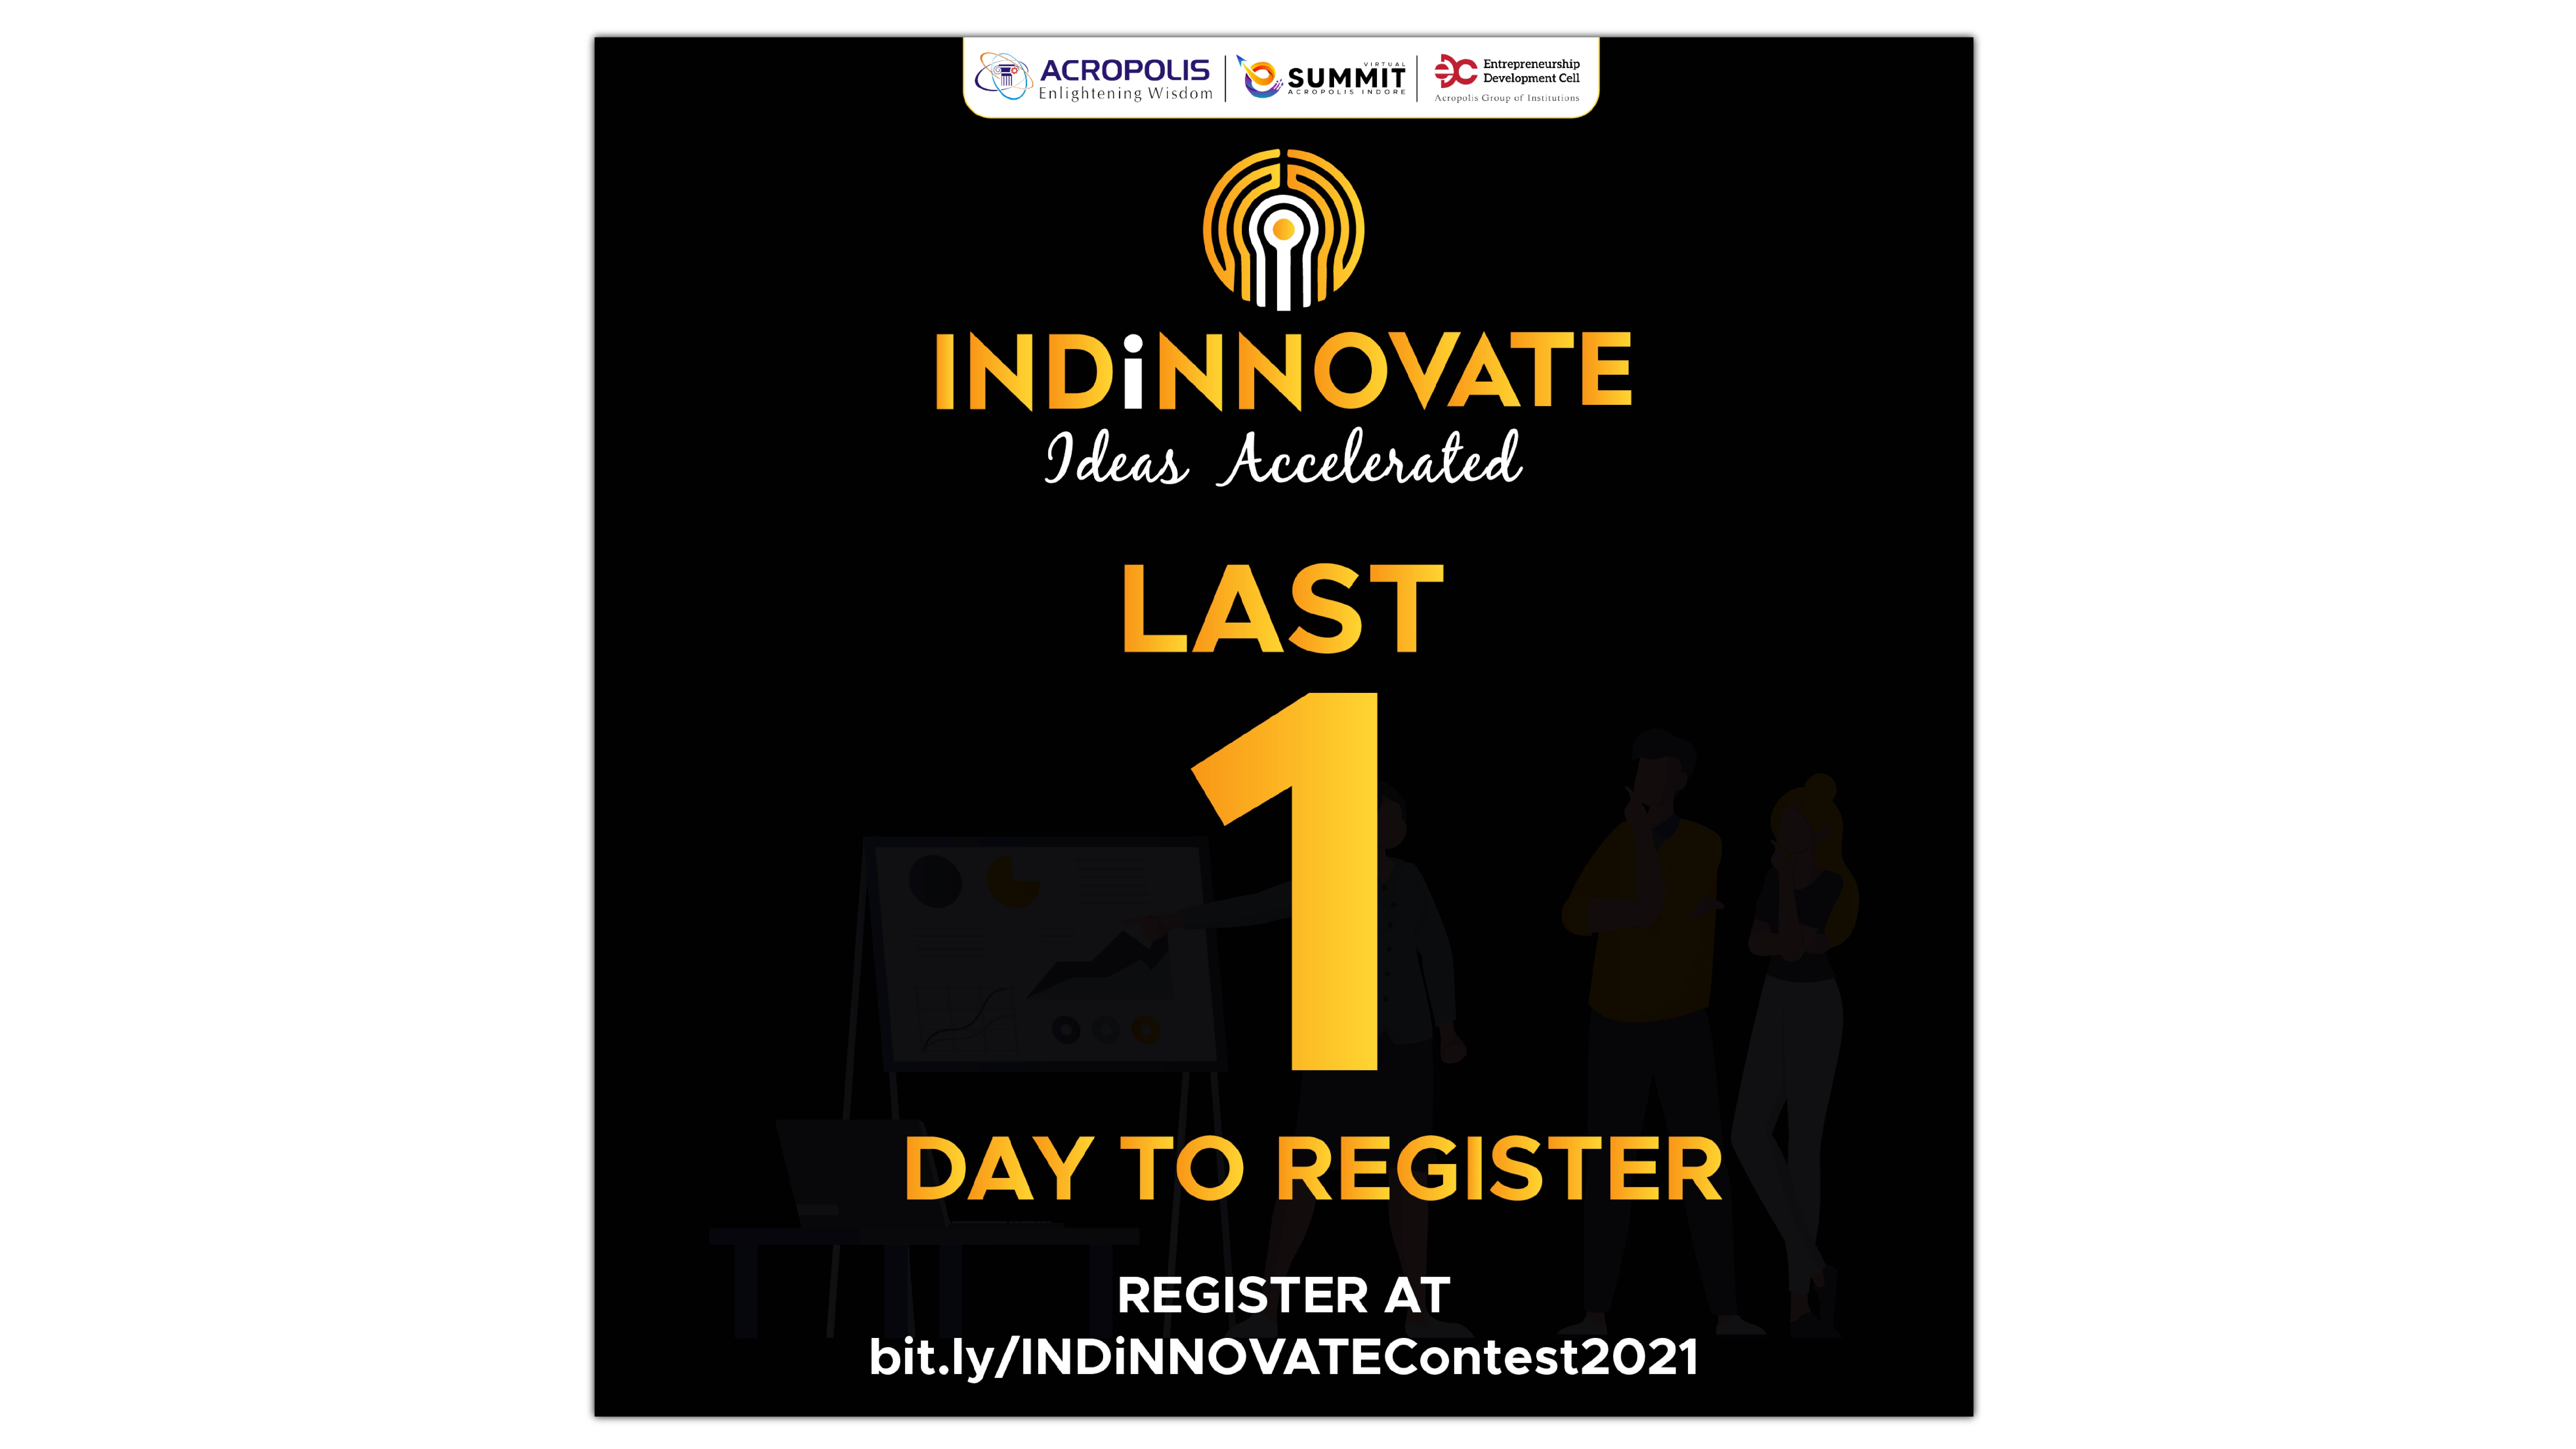 ACROPOLIS
Enlightening Wisdom
VIRTUAL
SUMMIT
ACROPOLIS INDORE
Entrepreneurship
Development Cell
Acropolis Group of Institutions
INDiNNOVATE
Ideas Accelerated
LAST
1
DAY TO REGISTER
REGISTER AT
bit.ly/INDiNNOVATEContest2021